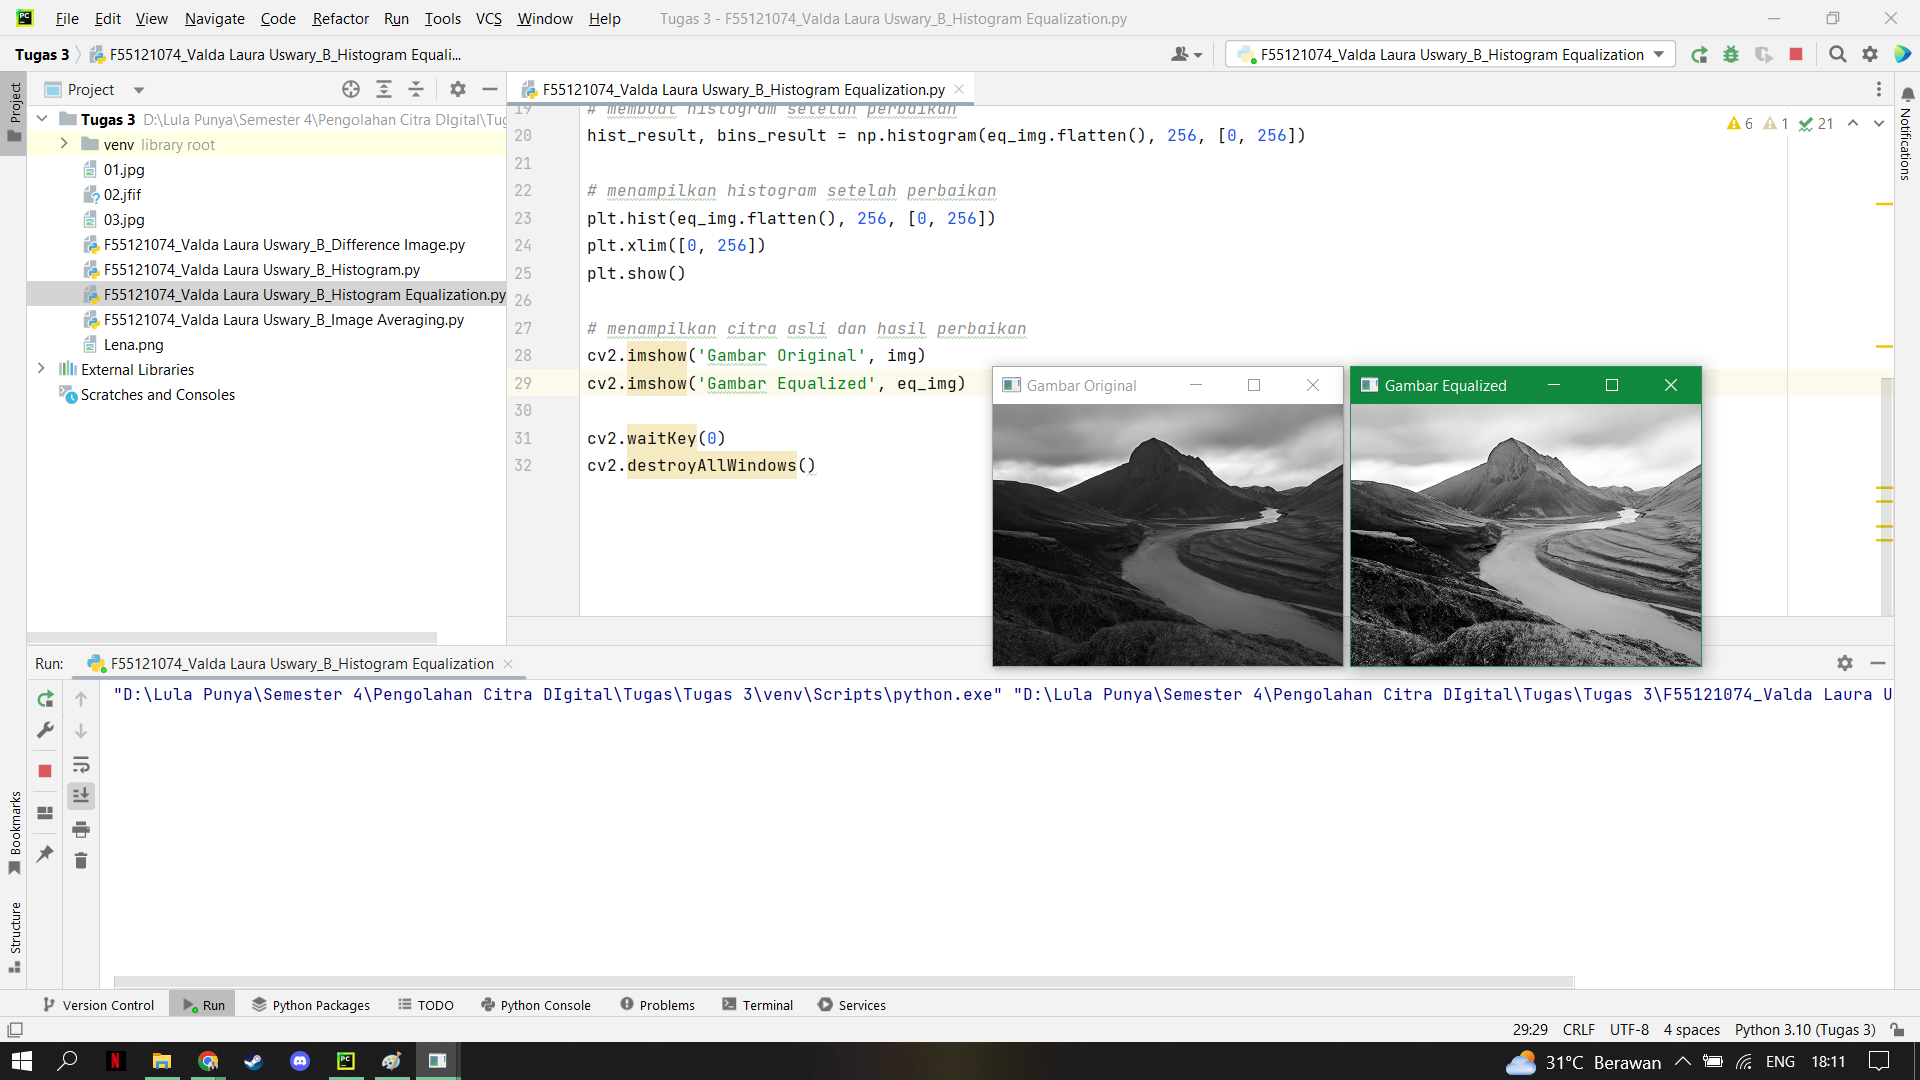 File Edit View Navigate Code Refactor Run Tools VCS Window Help Tugas 3 - F55121074_Valda Laura Uswary_B_Histogram Equalization.py
Tugas 3 F55121074_Valda Laura Uswary_B_Histogram Equali... F55121074_Valda Laura Uswary_B_Histogram Equalization
Project
Project
F55121074_Valda Laura Uswary_B_Histogram Equalization.py
Notifications
Tugas 3 D:\Lula Punya\Semester 4\Pengolahan Citra DIgital\Tug
venv library root
01.jpg
02.jfif
03.jpg
F55121074_Valda Laura Uswary_B_Difference Image.py
F55121074_Valda Laura Uswary_B_Histogram.py
F55121074_Valda Laura Uswary_B_Histogram Equalization.py
F55121074_Valda Laura Uswary_B_Image Averaging.py
Lena.png
External Libraries
Scratches and Consoles
6 1 21
19 # membuat histogram setelah perbaikan
20 hist_result, bins_result = np.histogram(eq_img.flatten(), 256, [0, 256])
21
22 # menampilkan histogram setelah perbaikan
23 plt.hist(eq_img.flatten(), 256, [0, 256])
24 plt.xlim([0, 256])
25 plt.show()
26
27 # menampilkan citra asli dan hasil perbaikan
28 cv2.imshow('Gambar Original', img)
29 cv2.imshow('Gambar Equalized', eq_img)
30
31 cv2.waitKey(0)
32 cv2.destroyAllWindows()
Gambar Original
Gambar Equalized
Run: F55121074_Valda Laura Uswary_B_Histogram Equalization
"D:\Lula Punya\Semester 4\Pengolahan Citra DIgital\Tugas\Tugas 3\venv\Scripts\python.exe" "D:\Lula Punya\Semester 4\Pengolahan Citra DIgital\Tugas\Tugas 3\F55121074_Valda Laura U
Bookmarks
Structure
Version Control Run Python Packages TODO Python Console Problems Terminal Services
29:29 CRLF UTF-8 4 spaces Python 3.10 (Tugas 3)
31°C Berawan ENG 18:11